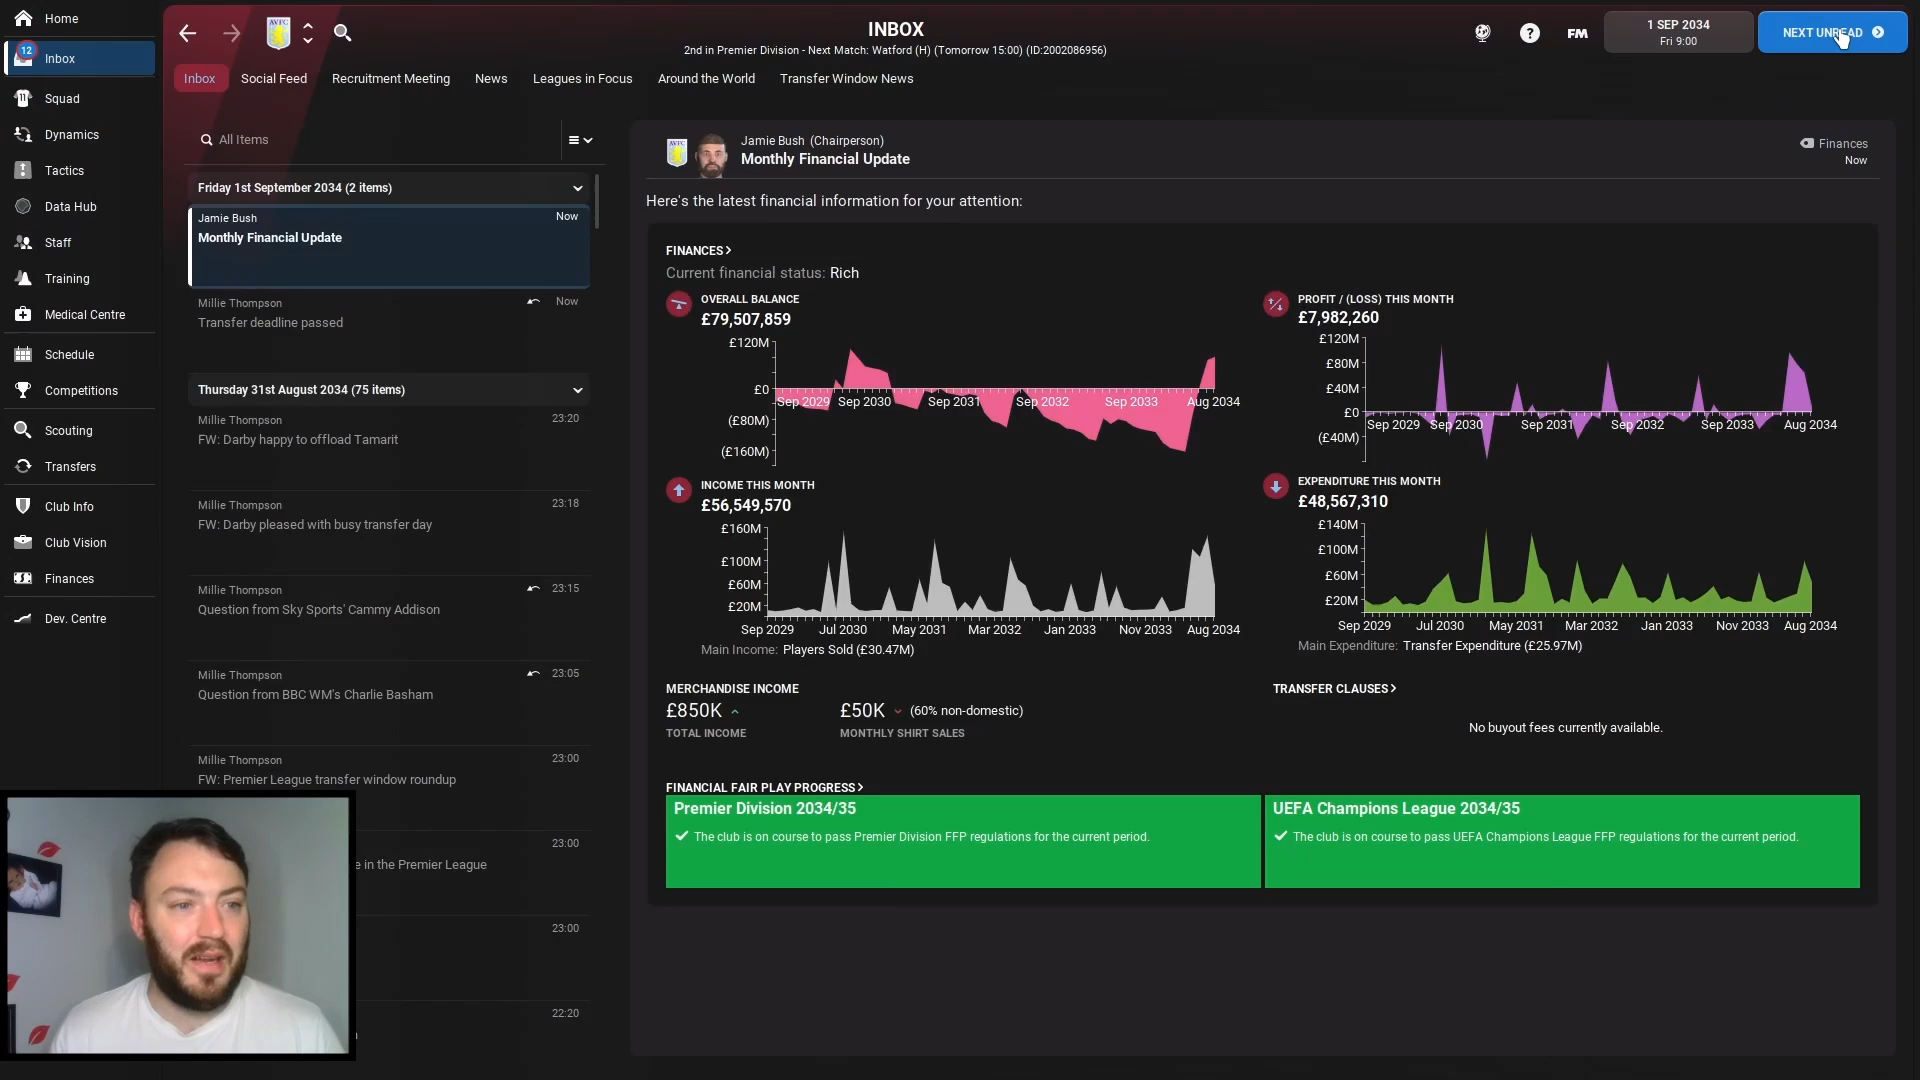 Home
12
Inbox
Squad
Dynamics
Tactics
Data Hub
Staff
Training
Medical Centre
Schedule
Competitions
Scouting
Transfers
Club Info
Club Vision
Finances
Dev. Centre
AVFC
INBOX
2nd in Premier Division - Next Match: Watford (H) (Tomorrow 15:00) (ID:2002086956)
FM
1 SEP 2034
Fri 9:00
NEXT UNREAD
Inbox
Social Feed
Recruitment Meeting
News
Leagues in Focus
Around the World
Transfer Window News
All Items
Friday 1st September 2034 (2 items)
Jamie Bush
Now
Monthly Financial Update
Millie Thompson
Now
Transfer deadline passed
Thursday 31st August 2034 (75 items)
Millie Thompson
23:20
FW: Darby happy to offload Tamarit
Millie Thompson
23:18
FW: Darby pleased with busy transfer day
Millie Thompson
23:15
Question from Sky Sports' Cammy Addison
Millie Thompson
23:05
Question from BBC WM's Charlie Basham
Millie Thompson
23:00
FW: Premier League transfer window roundup
23:00
e in the Premier League
23:00
22:20
AVFC
Jamie Bush (Chairperson)
Monthly Financial Update
Finances
Now
Here's the latest financial information for your attention:
FINANCES
Current financial status: Rich
OVERALL BALANCE
£79,507,859
£120M
£0
(£80M)
(£160M)
Sep 2029 Sep 2030 Sep 2031 Sep 2032 Sep 2033 Aug 2034
PROFIT / (LOSS) THIS MONTH
£7,982,260
£120M
£80M
£40M
£0
(£40M)
Sep 2029 Sep 2030 Sep 2031 Sep 2032 Sep 2033 Aug 2034
INCOME THIS MONTH
£56,549,570
£160M
£100M
£60M
£20M
Sep 2029 Jul 2030 May 2031 Mar 2032 Jan 2033 Nov 2033 Aug 2034
Main Income: Players Sold (£30.47M)
EXPENDITURE THIS MONTH
£48,567,310
£140M
£100M
£60M
£20M
Sep 2029 Jul 2030 May 2031 Mar 2032 Jan 2033 Nov 2033 Aug 2034
Main Expenditure: Transfer Expenditure (£25.97M)
MERCHANDISE INCOME
£850K
TOTAL INCOME
£50K (60% non-domestic)
MONTHLY SHIRT SALES
TRANSFER CLAUSES
No buyout fees currently available.
FINANCIAL FAIR PLAY PROGRESS
Premier Division 2034/35
The club is on course to pass Premier Division FFP regulations for the current period.
UEFA Champions League 2034/35
The club is on course to pass UEFA Champions League FFP regulations for the current period.